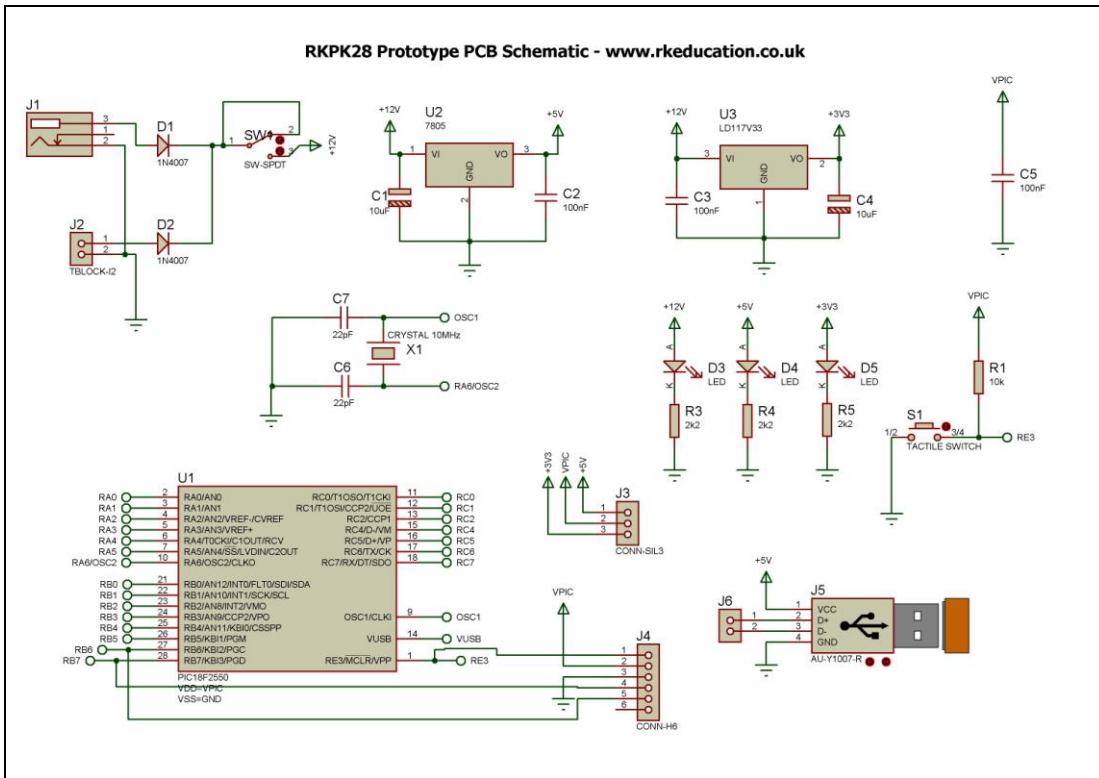 RKPK28 Prototype PCB Schematic - www.rkeducation.co.uk
J1
3
1
2
D1
1N4007
SW1
1
2
3
SW-SPDT
+12V
J2
1
2
TBLOCK-I2
D2
1N4007
+12V
U2
7805
+5V
1
VI
VO
3
GND
2
C1
10uF
C2
100nF
+12V
U3
LD117V33
+3V3
3
VI
VO
2
GND
1
C3
100nF
C4
10uF
VPIC
C5
100nF
C7
22pF
OSC1
CRYSTAL 10MHz
X1
C6
22pF
RA6/OSC2
+12V
A
K
D3
LED
R3
2k2
+5V
A
K
D4
LED
R4
2k2
+3V3
A
K
D5
LED
R5
2k2
VPIC
R1
10k
S1
1/2
3/4
TACTILE SWITCH
RE3
U1
RA0 2 RA0/AN0
RA1 3 RA1/AN1
RA2 4 RA2/AN2/VREF-/CVREF
RA3 5 RA3/AN3/VREF+
RA4 6 RA4/T0CKI/C1OUT/RCV
RA5 7 RA5/AN4/SS/LVDIN/C2OUT
RA6/OSC2 10 RA6/OSC2/CLKO
RB0 21 RB0/AN12/INT0/FLT0/SDI/SDA
RB1 22 RB1/AN10/INT1/SCK/SCL
RB2 23 RB2/AN8/INT2/VMO
RB3 24 RB3/AN9/CCP2/VPO
RB4 25 RB4/AN11/KBI0/CSSPP
RB5 26 RB5/KBI1/PGM
RB6 27 RB6/KBI2/PGC
RB7 28 RB7/KBI3/PGD
RC0/T1OSO/T1CKI 11 RC0
RC1/T1OSI/CCP2/UOE 12 RC1
RC2/CCP1 13 RC2
RC4/D-/VM 15 RC4
RC5/D+/VP 16 RC5
RC6/TX/CK 17 RC6
RC7/RX/DT/SDO 18 RC7
OSC1/CLKI 9 OSC1
VUSB 14 VUSB
RE3/MCLR/VPP 1 RE3
PIC18F2550
VDD=VPIC
VSS=GND
+3V3
VPIC
+5V
J3
1
2
3
CONN-SIL3
VPIC
J4
1
2
3
4
5
6
CONN-H6
+5V
J6
1
2
J5
1 VCC
2 D+
3 D-
4 GND
AU-Y1007-R